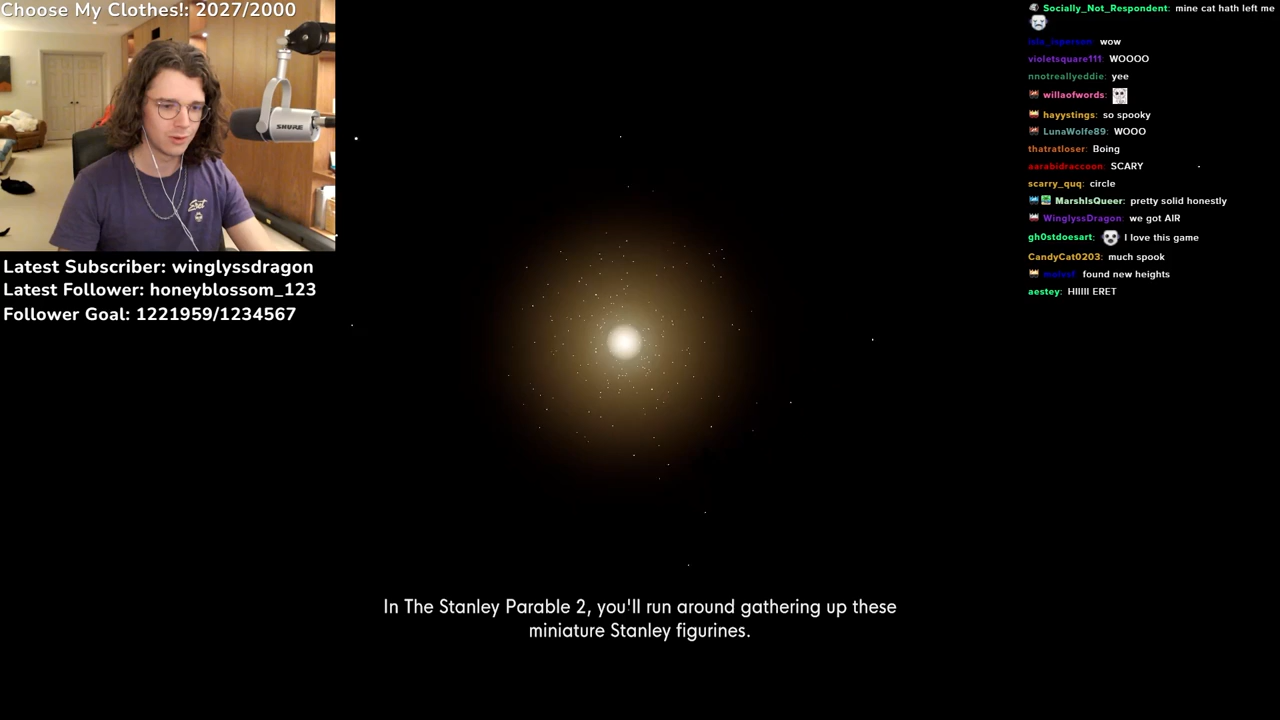 Choose My Clothes!: 2027/2000
SHURE
Eret
Latest Subscriber: winglyssdragon
Latest Follower: honeyblossom_123
Follower Goal: 1221959/1234567
Socially_Not_Respondent: mine cat hath left me
wow
violetsquare111: WOOOO
nnotreallyeddie: yee
willaofwords:
hayystings: so spooky
LunaWolfe89: WOOO
thatratloser: Boing
aarabidraccoon: SCARY
scarry_quq: circle
MarshIsQueer: pretty solid honestly
WinglyssDragon: we got AIR
gh0stdoesart: I love this game
CandyCat0203: much spook
found new heights
aestey: HIIIII ERET
In The Stanley Parable 2, you'll run around gathering up these
miniature Stanley figurines.